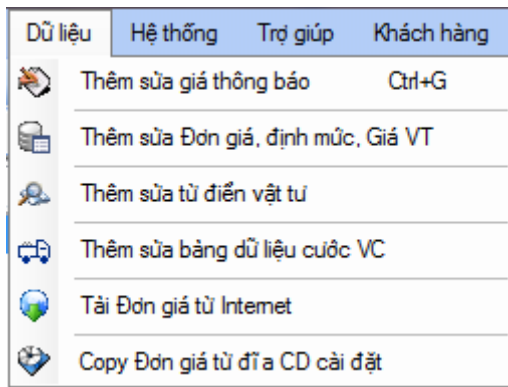 Dữ liệu Hệ thống Trợ giúp Khách hàng
Thêm sửa giá thông báo Ctrl+G
Thêm sửa Đơn giá, định mức, Giá VT
Thêm sửa từ điển vật tư
Thêm sửa bảng dữ liệu cước VC
Tải Đơn giá từ Internet
Copy Đơn giá từ đĩa CD cài đặt